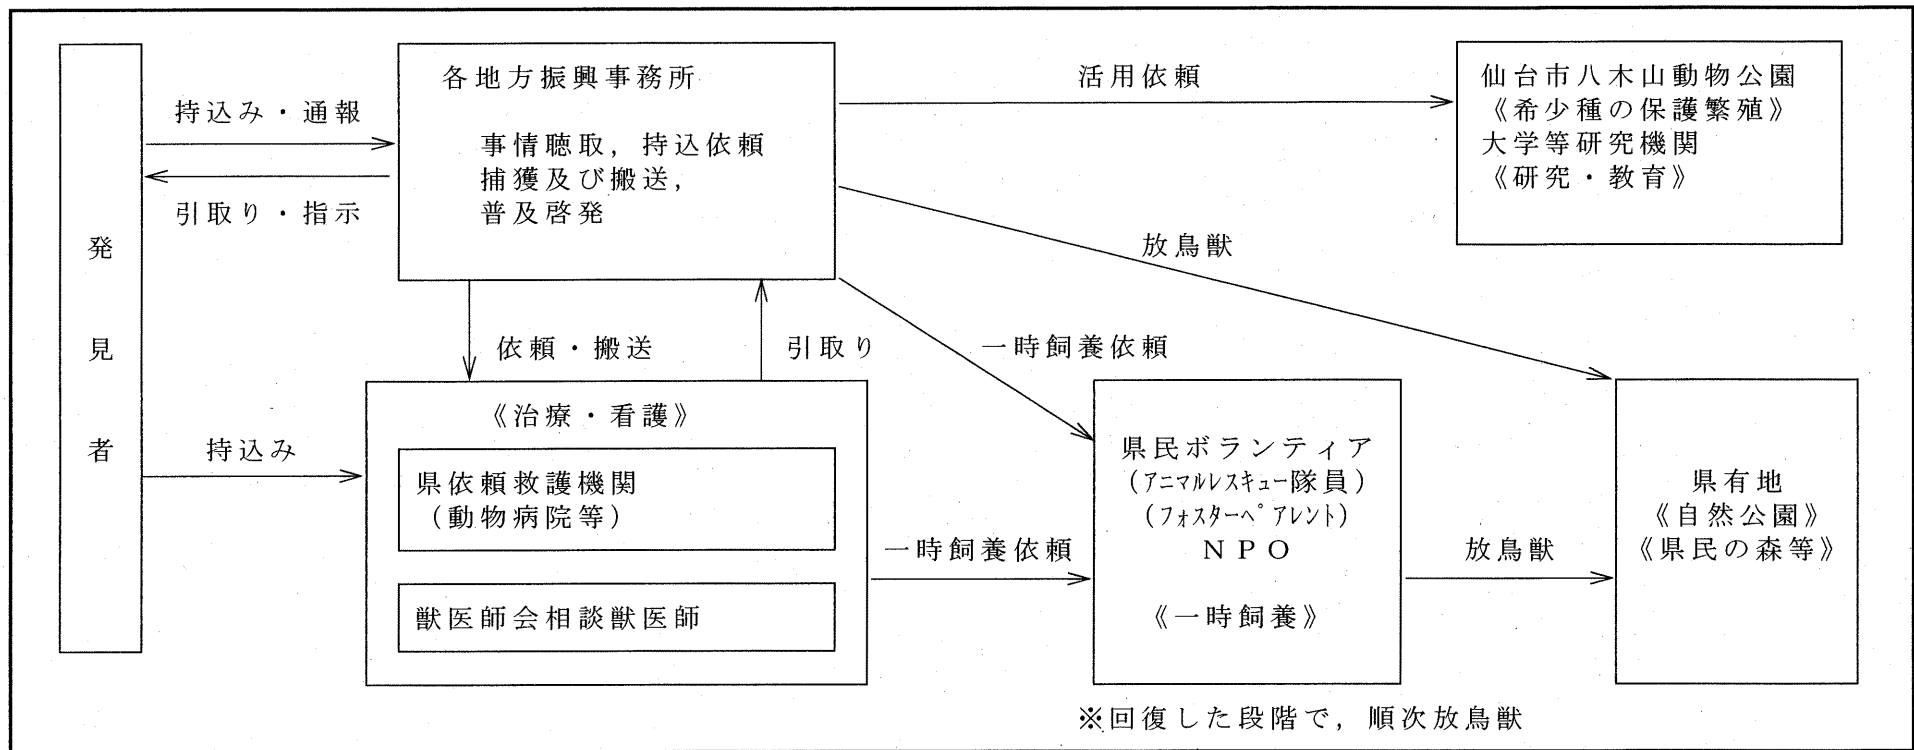 発見者
持込み・通報
引取り・指示
持込み
各地方振興事務所
事情聴取，持込依頼
捕獲及び搬送，
普及啓発
活用依頼
仙台市八木山動物公園
《希少種の保護繁殖》
大学等研究機関
《研究・教育》
放鳥獣
依頼・搬送
引取り
一時飼養依頼
《治療・看護》
県依頼救護機関
（動物病院等）
獣医師会相談獣医師
一時飼養依頼
県民ボランティア
（アニマルレスキュー隊員）
（フォスターペアレント）
ＮＰＯ
《一時飼養》
放鳥獣
県有地
《自然公園》
《県民の森等》
※回復した段階で，順次放鳥獣